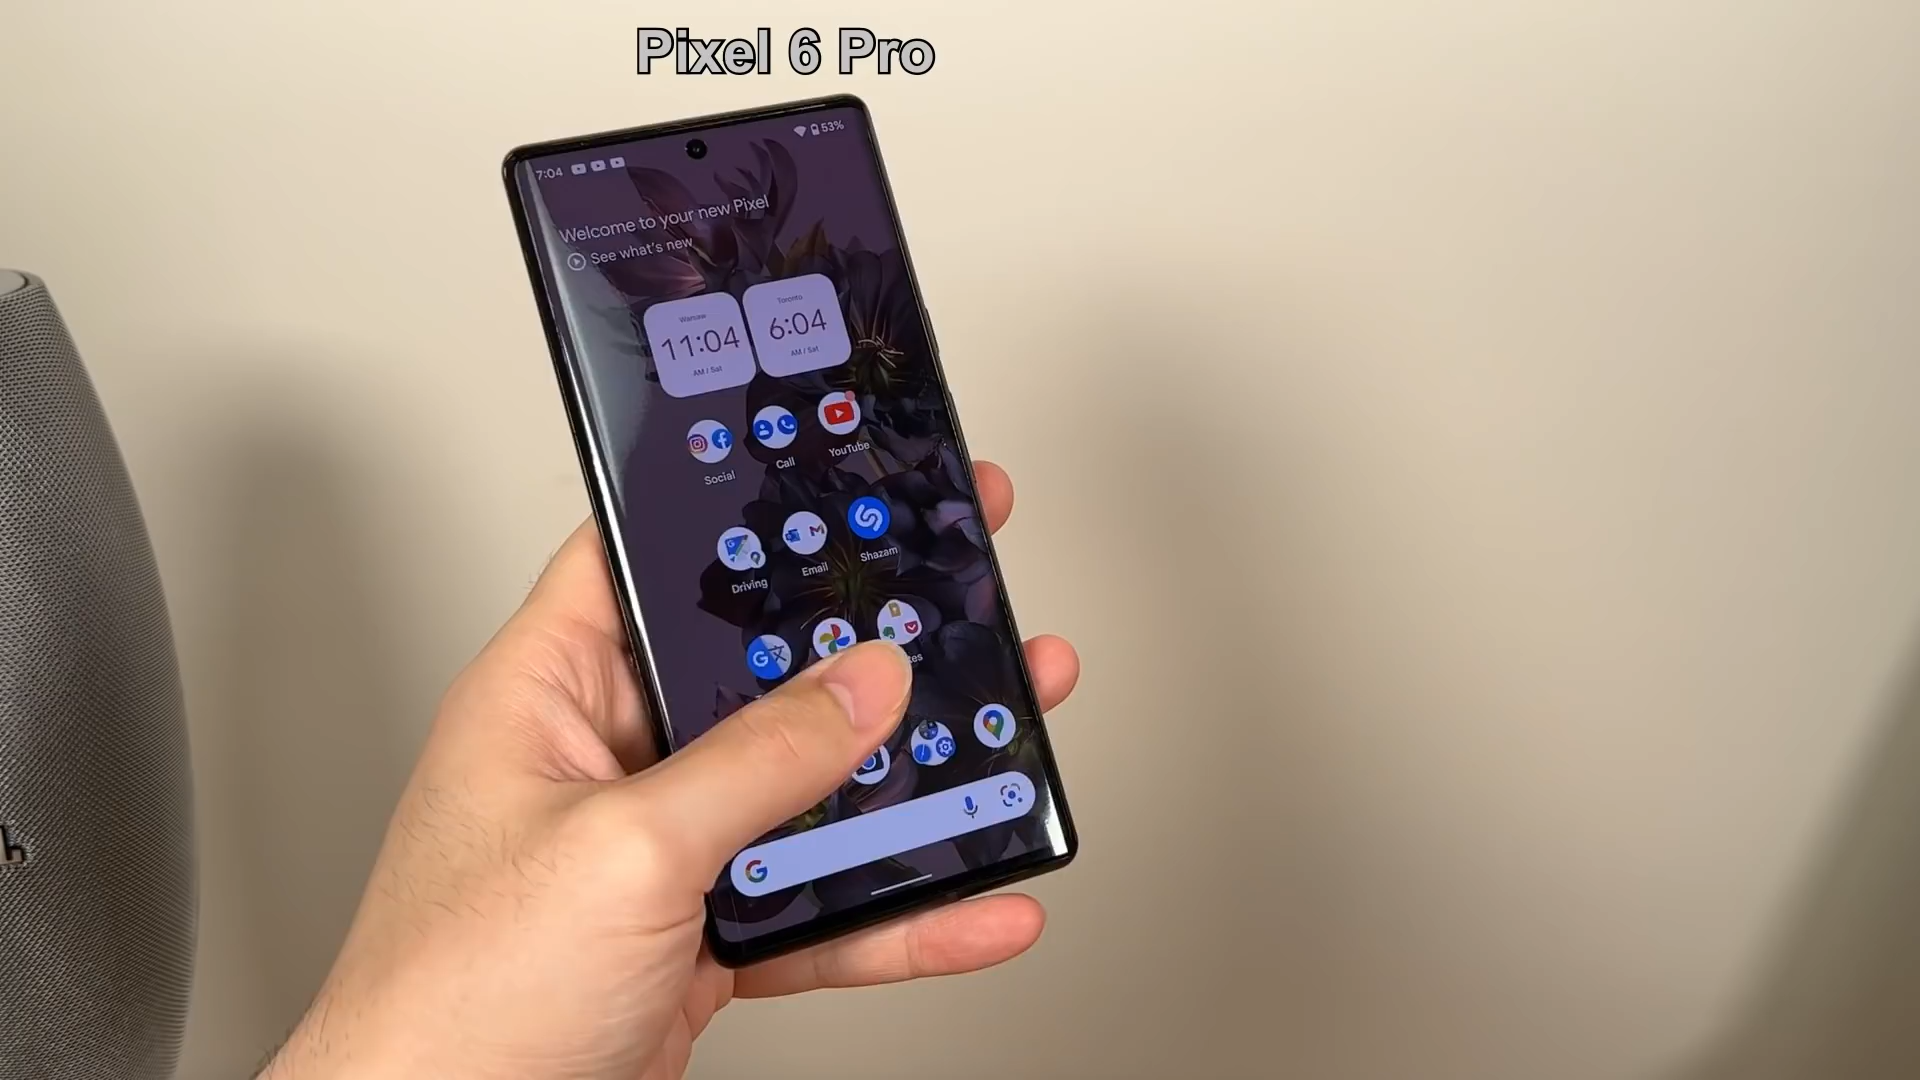 Pixel 6 Pro
7:04
53%
Welcome to your new Pixel
See what's new
Warsaw
11:04
AM / Sat
Toronto
6:04
AM / Sat
Social
Call
YouTube
Driving
Email
Shazam